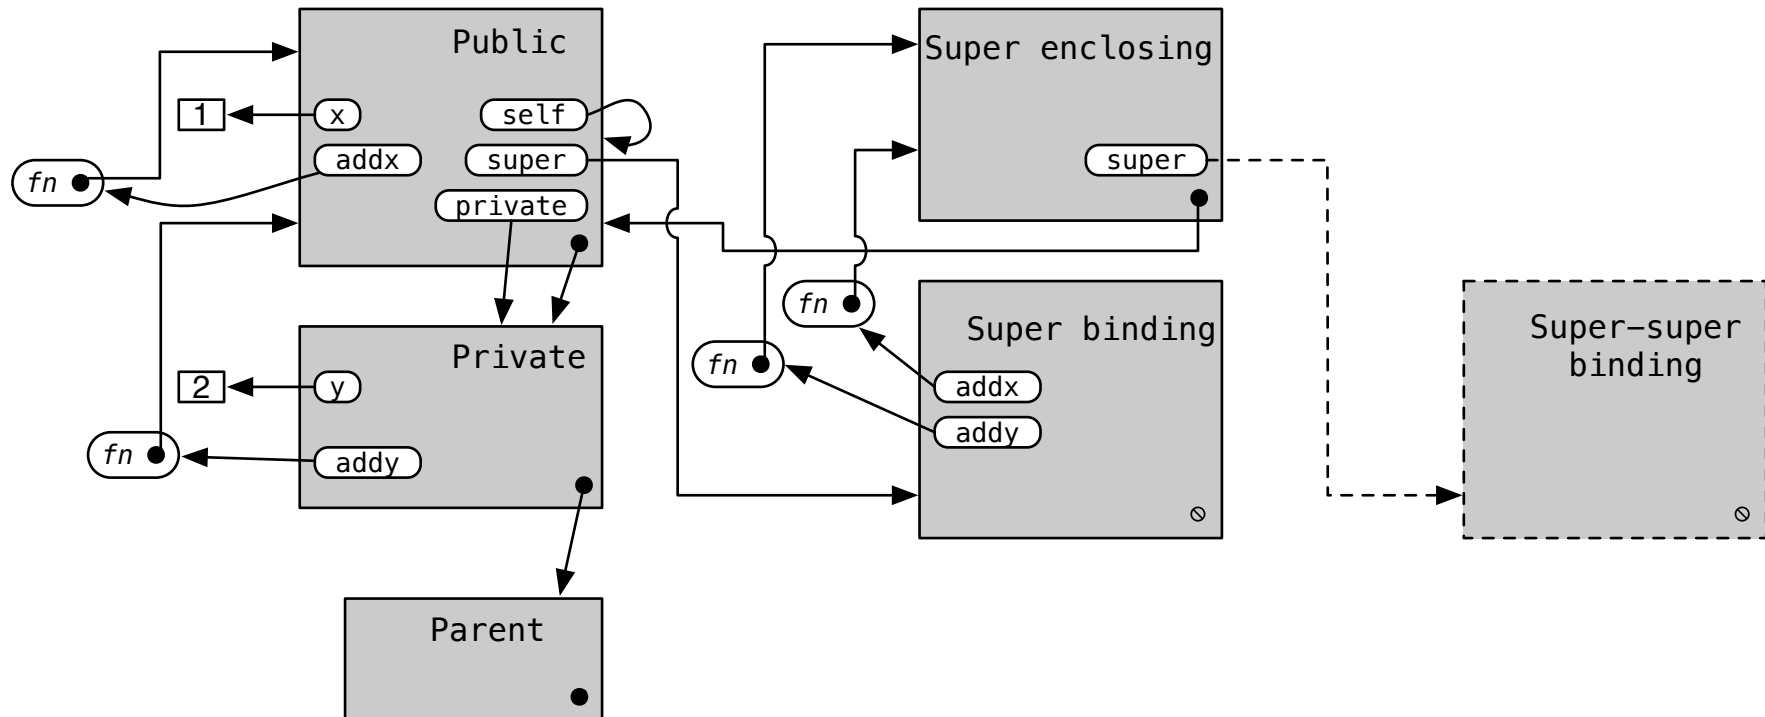 Public
Super enclosing
1
x
self
addx
super
super
fn
private
fn
Super binding
Super–super
binding
Private
fn
2
y
addx
addy
fn
addy
Parent